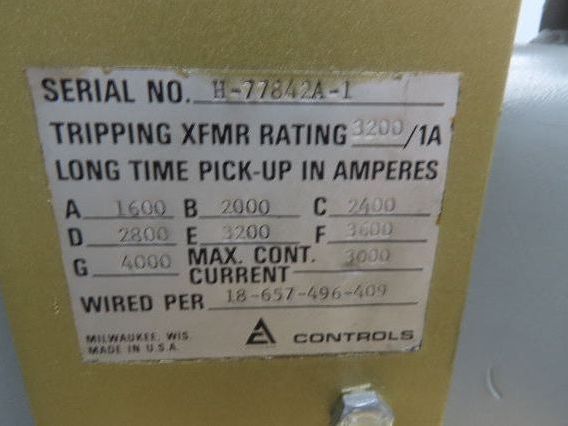 SERIAL NO. H-77842A-1
TRIPPING XFMR RATING 3200/1A
LONG TIME PICK-UP IN AMPERES
A 1600 B 2000 C 2400
D 2800 E 3200 F 3600
G 4000 MAX. CONT. CURRENT 3000
WIRED PER 18-657-496-409
MILWAUKEE, WIS.
MADE IN U.S.A.
CONTROLS